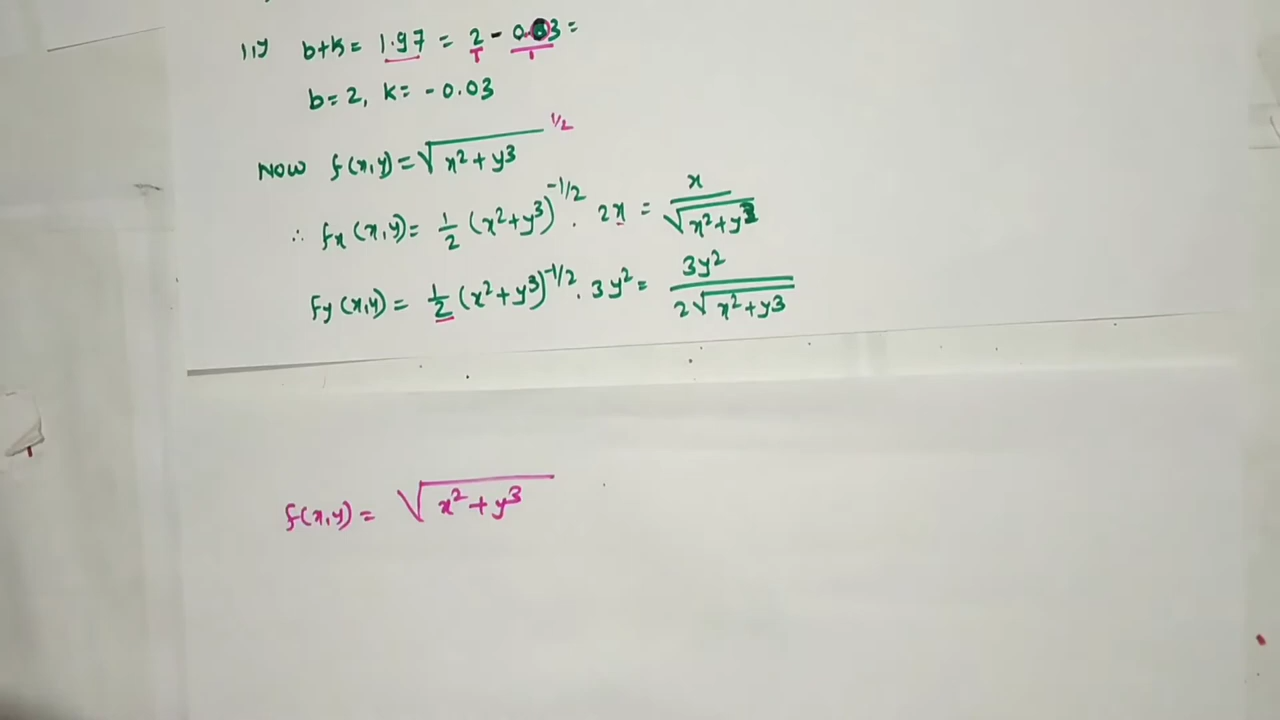 11y b+k = 1.97 = 2 - 0.03 =
b=2, k= -0.03
1/2
NOW f(x,y) = √x²+y³
∴ fx (x,y) = 1/2 (x²+y³)^-1/2 . 2x = x/√x²+y³
Fy (x,y) = 1/2 (x²+y³)^-1/2 . 3y² = 3y²/2√x²+y³
f(x,y) = √x²+y³